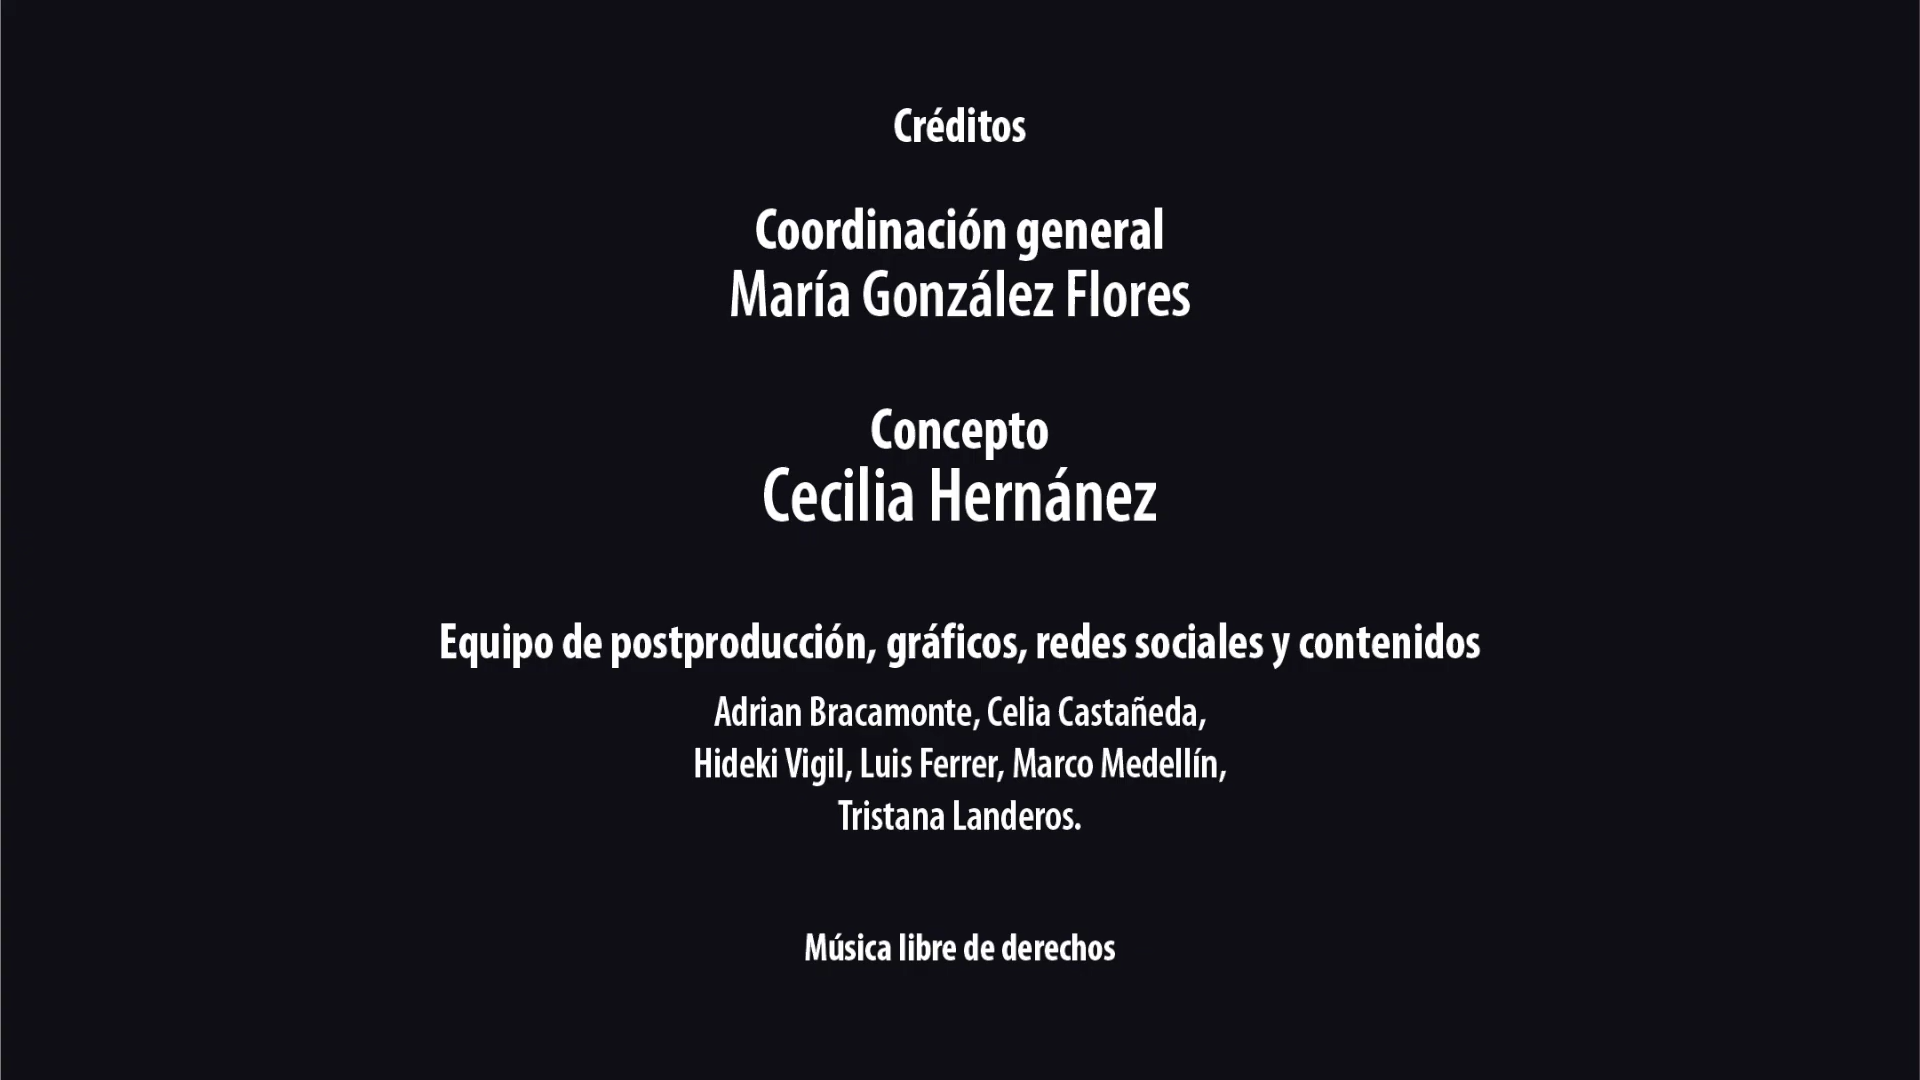 Créditos
Coordinación general
María González Flores
Concepto
Cecilia Hernánez
Equipo de postproducción, gráficos, redes sociales y contenidos
Adrian Bracamonte, Celia Castañeda,
Hideki Vigil, Luis Ferrer, Marco Medellín,
Tristana Landeros.
Música libre de derechos